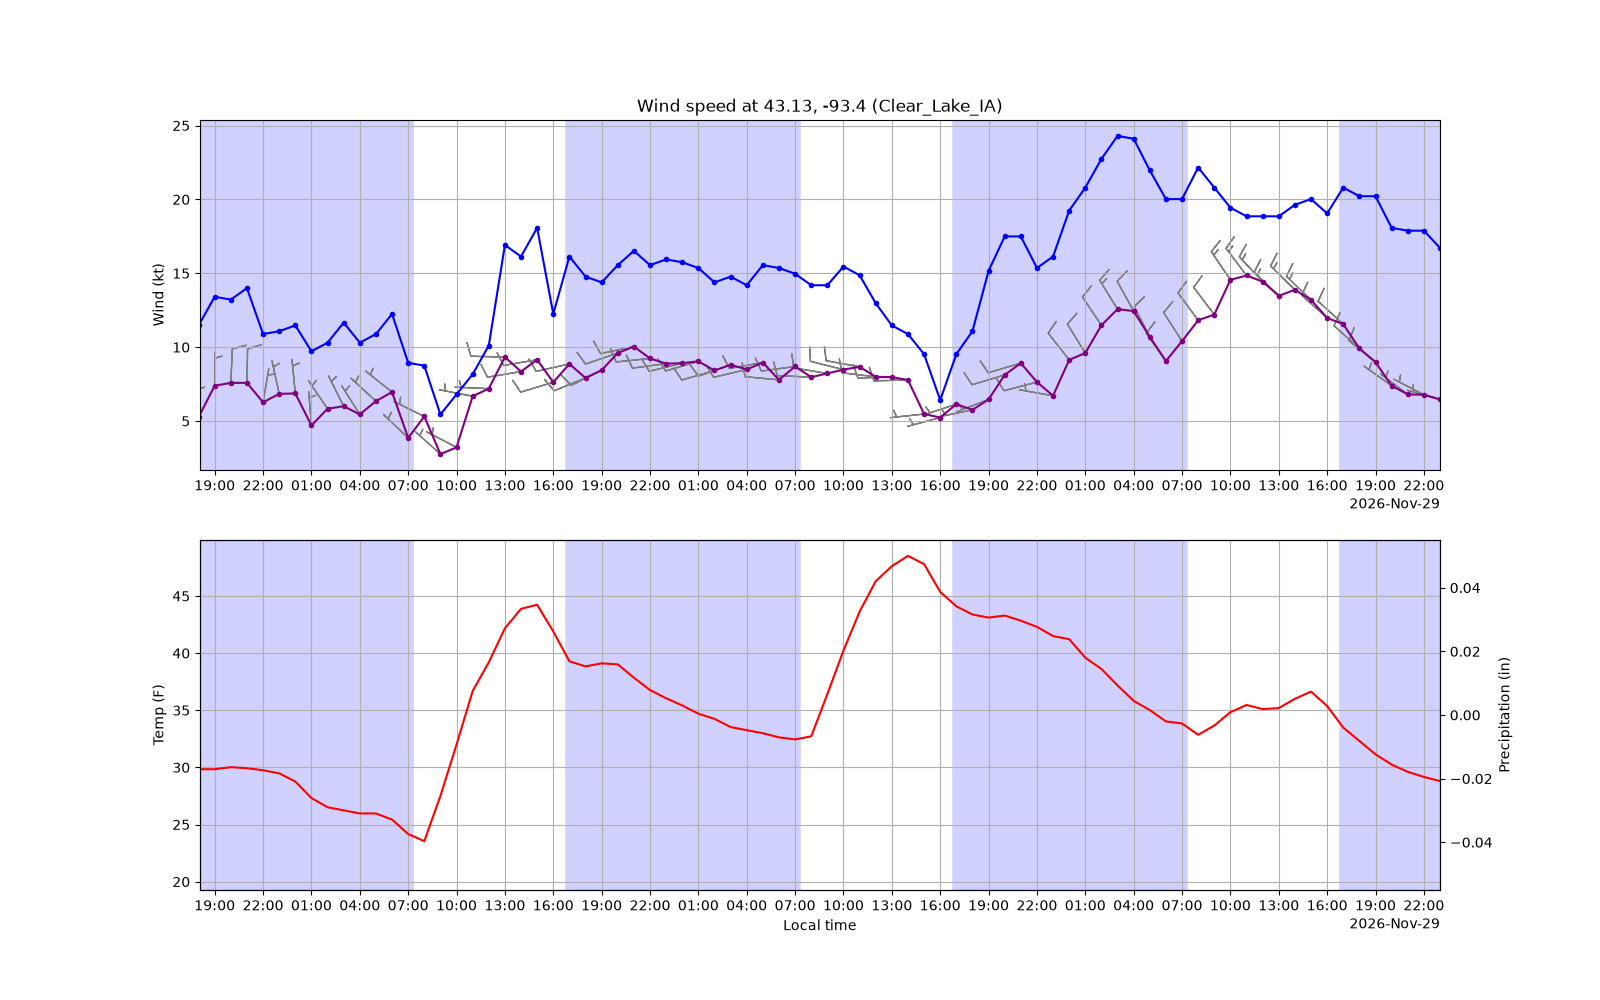 Wind speed at 43.13, -93.4 (Clear_Lake_IA)
25
20
15
10
5
Wind (kt)
19:00 22:00 01:00 04:00 07:00 10:00 13:00 16:00 19:00 22:00 01:00 04:00 07:00 10:00 13:00 16:00 19:00 22:00 01:00 04:00 07:00 10:00 13:00 16:00 19:00 22:00
2026-Nov-29
45
40
35
30
25
20
Temp (F)
0.04
0.02
0.00
−0.02
−0.04
Precipitation (in)
19:00 22:00 01:00 04:00 07:00 10:00 13:00 16:00 19:00 22:00 01:00 04:00 07:00 10:00 13:00 16:00 19:00 22:00 01:00 04:00 07:00 10:00 13:00 16:00 19:00 22:00
Local time
2026-Nov-29